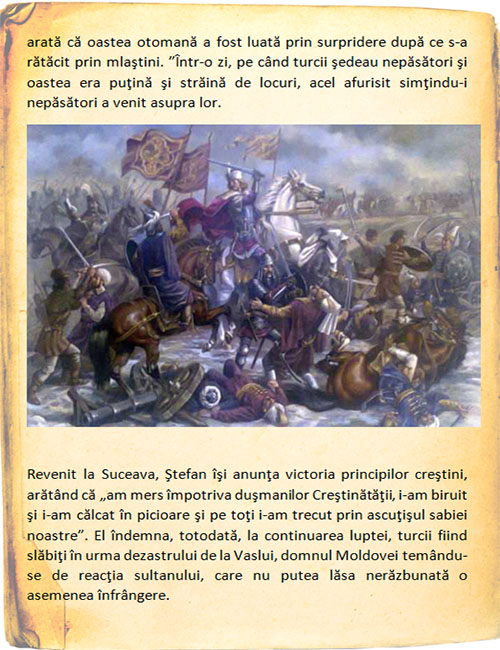 arată că oastea otomană a fost luată prin surpridere după ce s-a
rătăcit prin mlaştini. ”Într-o zi, pe când turcii şedeau nepăsători şi
oastea era puţină şi străină de locuri, acel afurisit simţindu-i
nepăsători a venit asupra lor.
Revenit la Suceava, Ştefan îşi anunţa victoria principilor creştini,
arătând că „am mers împotriva duşmanilor Creştinătăţii, i-am biruit
şi i-am călcat în picioare şi pe toţi i-am trecut prin ascuţişul sabiei
noastre”. El îndemna, totodată, la continuarea luptei, turcii fiind
slăbiţi în urma dezastrului de la Vaslui, domnul Moldovei temându-
se de reacţia sultanului, care nu putea lăsa nerăzbunată o
asemenea înfrângere.